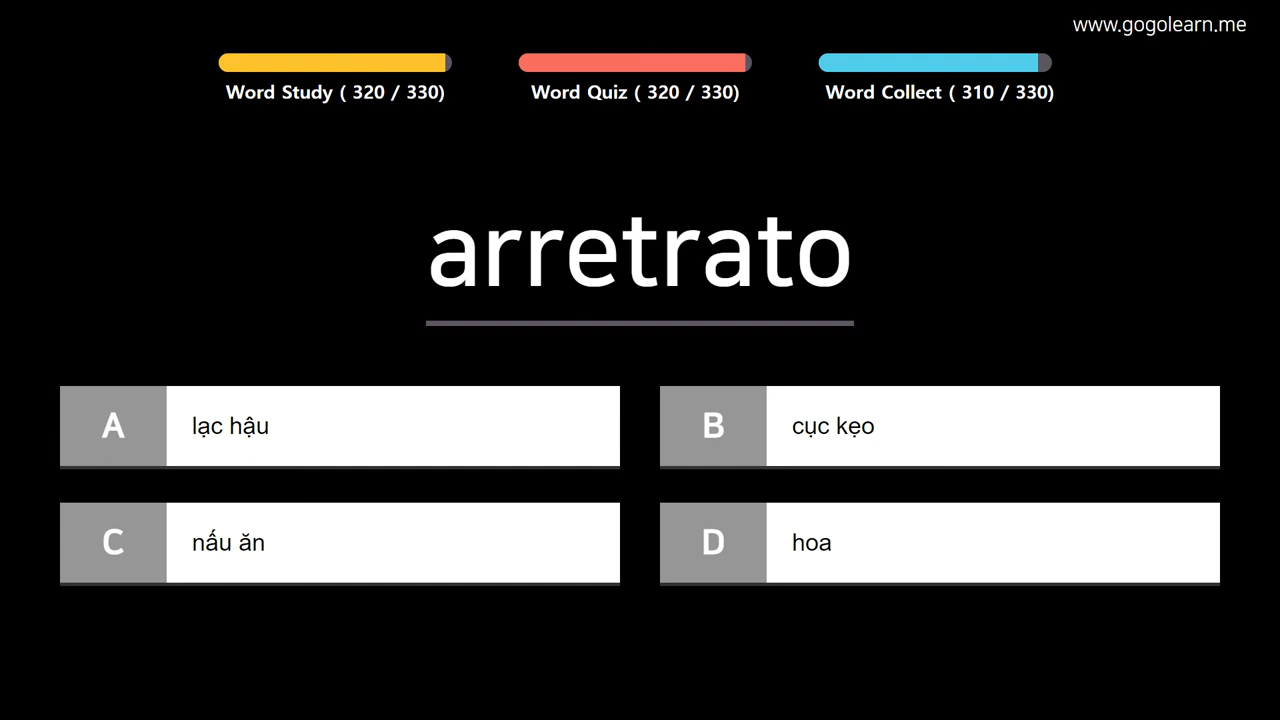 www.gogolearn.me
Word Study ( 320 / 330) Word Quiz ( 320 / 330) Word Collect ( 310 / 330)
arretrato
A lạc hậu
B cục kẹo
C nấu ăn
D hoa